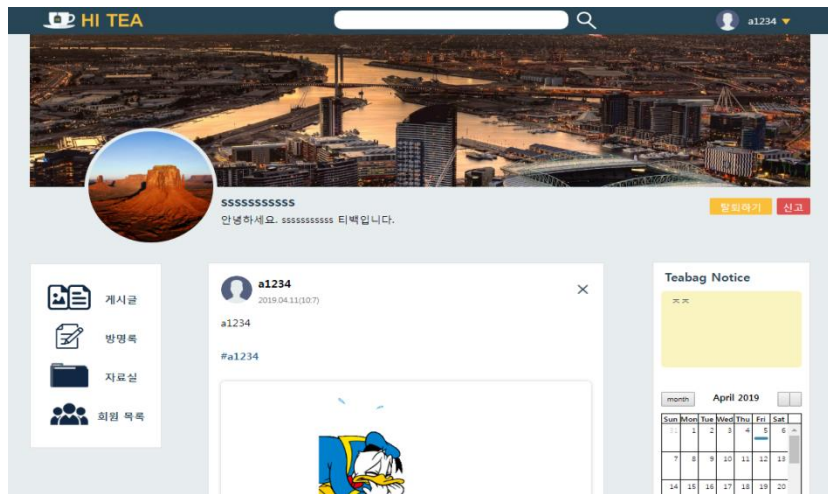 HI TEA
a1234 ▼
sssssssssss
안녕하세요. sssssssssss 티백입니다.
탈퇴하기 신고
게시글
방명록
자료실
회원 목록
a1234
2019.04.11(10:7)
a1234
#a1234
Teabag Notice
ㅉㅉ
month April 2019
Sun Mon Tue Wed Thu Fri Sat
31 1 2 3 4 5 6
7 8 9 10 11 12 13
14 15 16 17 18 19 20